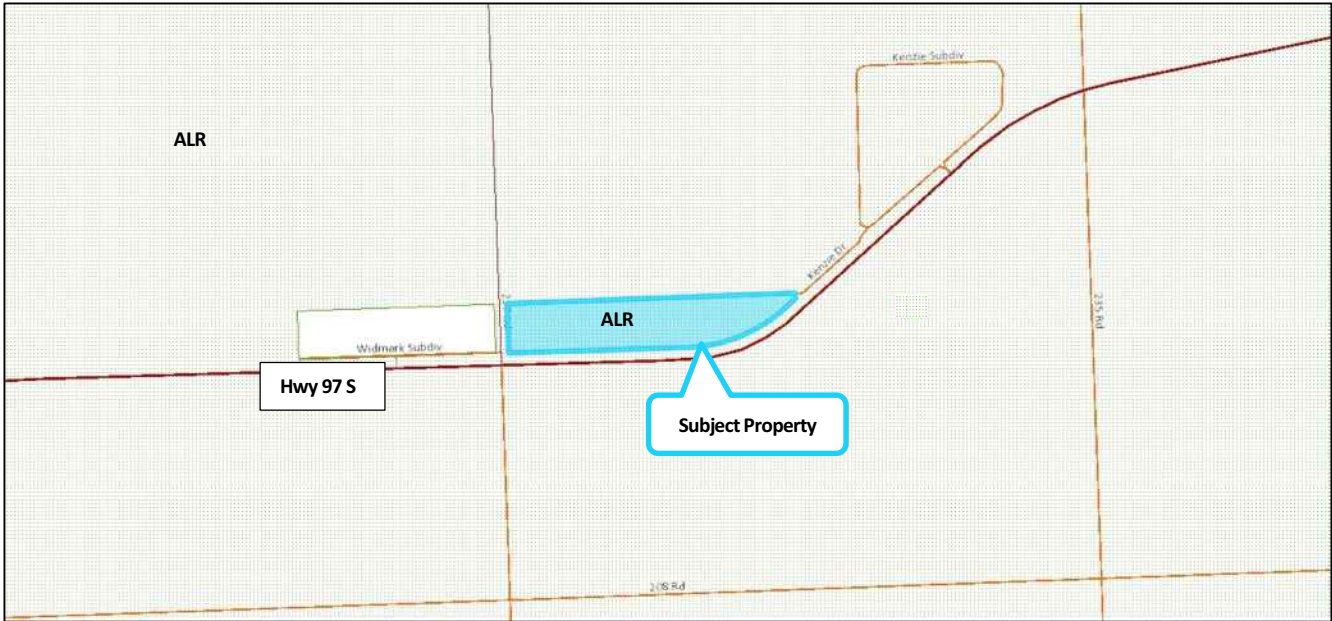 Kenzie Subdiv
ALR
Kenzie Dr
235 Rd
ALR
Widmark Subdiv
Hwy 97 S
Subject Property
208 Rd